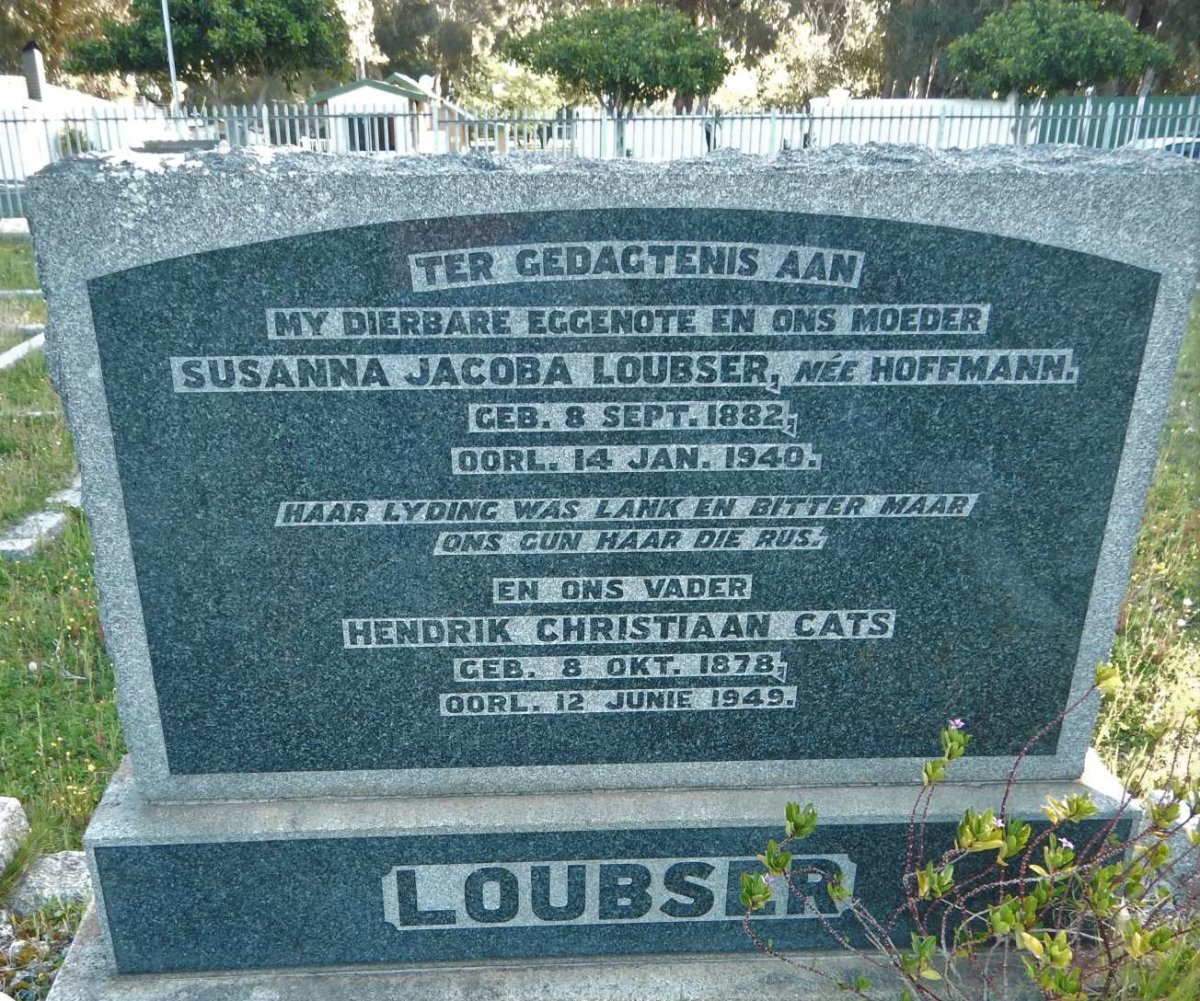 TER GEDAGTENIS AAN
MY DIERBARE EGGENOTE EN ONS MOEDER
SUSANNA JACOBA LOUBSER, NÉE HOFFMANN.
GEB. 8 SEPT. 1882,
OORL. 14 JAN. 1940.
HAAR LYDING WAS LANK EN BITTER MAAR
ONS GUN HAAR DIE RUS.
EN ONS VADER
HENDRIK CHRISTIAAN CATS
GEB. 8 OKT. 1878,
OORL. 12 JUNIE 1949.
LOUBSER